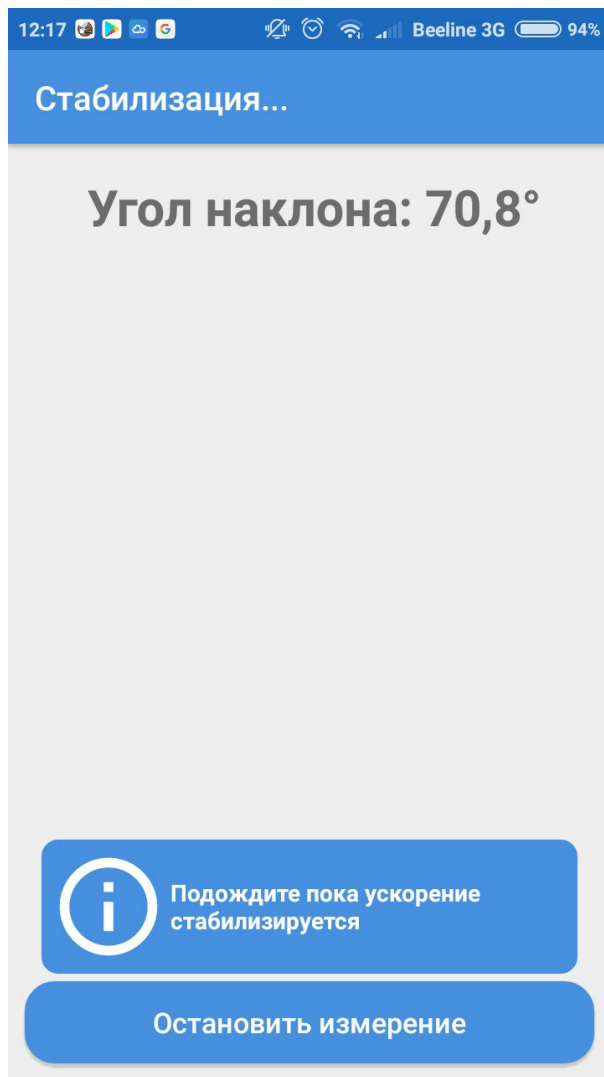 12:17 Beeline 3G 94%
Стабилизация...
Угол наклона: 70,8°
Подождите пока ускорение
стабилизируется
Остановить измерение